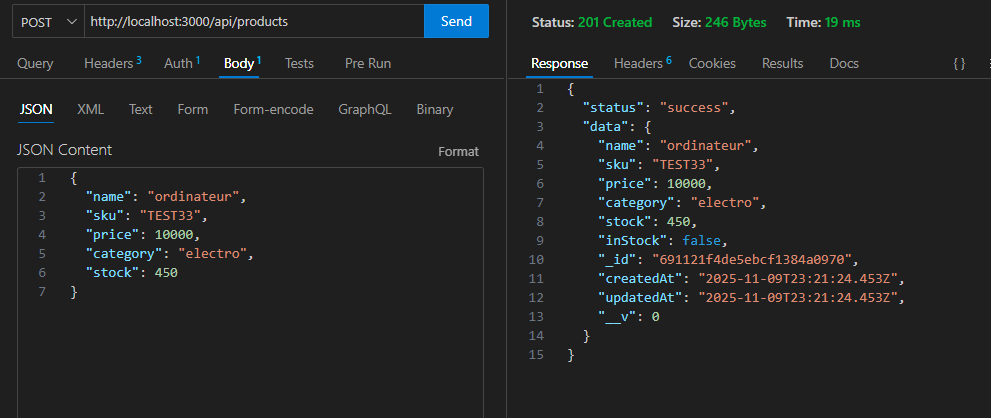 POST http://localhost:3000/api/products Send
Query Headers 3 Auth 1 Body 1 Tests Pre Run
JSON XML Text Form Form-encode GraphQL Binary
JSON Content Format
1 {
2 "name": "ordinateur",
3 "sku": "TEST33",
4 "price": 10000,
5 "category": "electro",
6 "stock": 450
7 }
Status: 201 Created Size: 246 Bytes Time: 19 ms
Response Headers 6 Cookies Results Docs {}
1 {
2 "status": "success",
3 "data": {
4 "name": "ordinateur",
5 "sku": "TEST33",
6 "price": 10000,
7 "category": "electro",
8 "stock": 450,
9 "inStock": false,
10 "_id": "691121f4de5ebcf1384a0970",
11 "createdAt": "2025-11-09T23:21:24.453Z",
12 "updatedAt": "2025-11-09T23:21:24.453Z",
13 "__v": 0
14 }
15 }